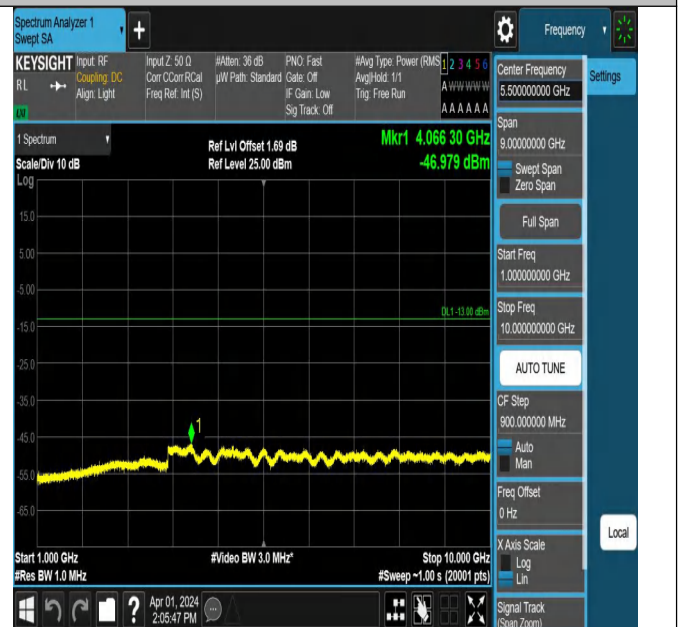 Spectrum Analyzer 1
Swept SA
+
Frequency
KEYSIGHT
RL
LXI
Input: RF
Coupling: DC
Align: Light
Input Z: 50 Ω
Corr CCorr RCal
Freq Ref: Int (S)
#Atten: 36 dB
µW Path: Standard
PNO: Fast
Gate: Off
IF Gain: Low
Sig Track: Off
#Avg Type: Power (RMS
Avg|Hold: 1/1
Trig: Free Run
1 2 3 4 5 6
A W W W W W
A A A A A A
1 Spectrum
Scale/Div 10 dB
Ref Lvl Offset 1.69 dB
Ref Level 25.00 dBm
Mkr1 4.066 30 GHz
-46.979 dBm
Log
15.0
5.00
-5.00
DL1 -13.00 dBm
-15.0
-25.0
-35.0
1
-45.0
-55.0
-65.0
Start 1.000 GHz
#Res BW 1.0 MHz
#Video BW 3.0 MHz*
Stop 10.000 GHz
#Sweep ~1.00 s (20001 pts)
?
Apr 01, 2024
2:05:47 PM
Center Frequency
5.500000000 GHz
Settings
Span
9.00000000 GHz
Swept Span
Zero Span
Full Span
Start Freq
1.000000000 GHz
Stop Freq
10.000000000 GHz
AUTO TUNE
CF Step
900.000000 MHz
Auto
Man
Freq Offset
0 Hz
Local
X Axis Scale
Log
Lin
Signal Track
(Span Zoom)